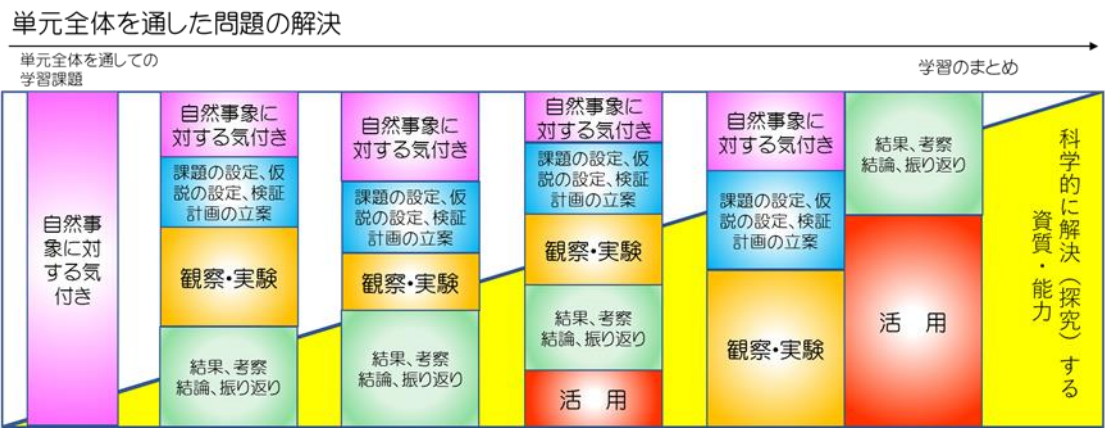 単元全体を通した問題の解決
単元全体を通しての
学習課題
学習のまとめ
自然事
象に対
する気
付き
自然事象に
対する気付き
課題の設定、仮
説の設定、検証
計画の立案
観察・実験
結果、考察
結論、振り返り
自然事象に
対する気付き
課題の設定、仮
説の設定、検証
計画の立案
観察・実験
結果、考察
結論、振り返り
自然事象に
対する気付き
課題の設定、仮
説の設定、検証
計画の立案
観察・実験
結果、考察
結論、振り返り
活　用
自然事象に
対する気付き
課題の設定、仮
説の設定、検証
計画の立案
観察・実験
結果、考察
結論、振り返り
活　用
科学的に解決（探究）する
資質・能力